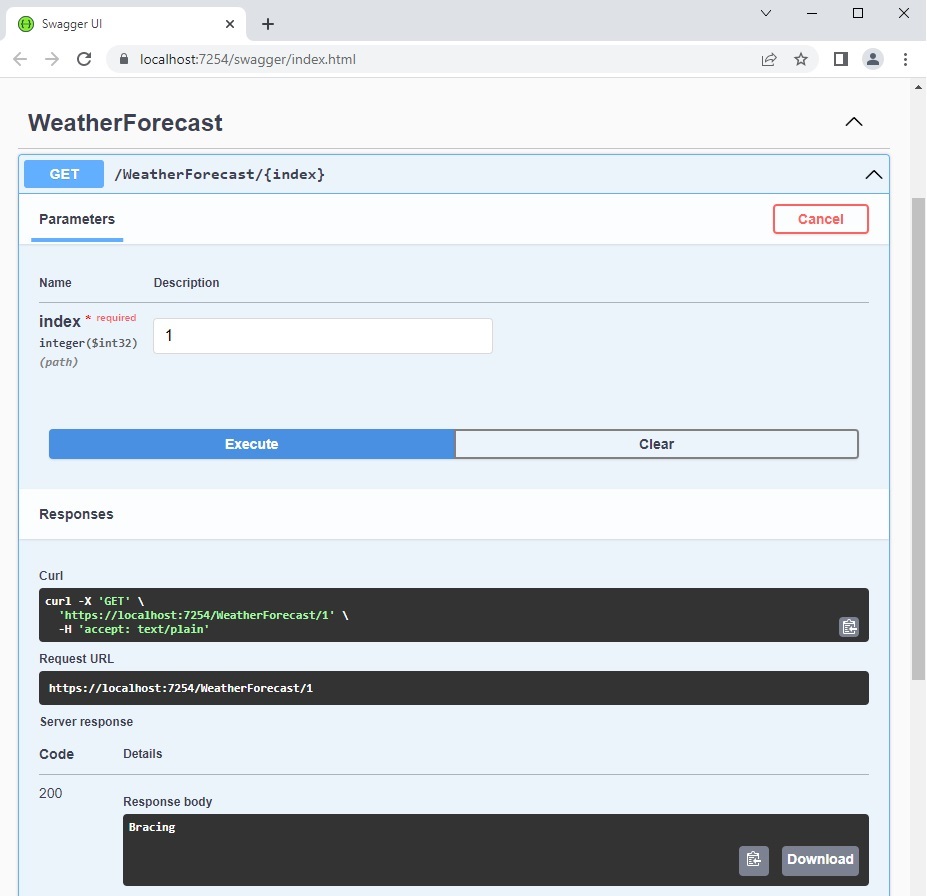 Swagger UI
localhost:7254/swagger/index.html
WeatherForecast
GET /WeatherForecast/{index}
Parameters Cancel
Name Description
index * required
integer($int32)
(path)
1
Execute Clear
Responses
Curl
curl -X 'GET' \
'https://localhost:7254/WeatherForecast/1' \
-H 'accept: text/plain'
Request URL
https://localhost:7254/WeatherForecast/1
Server response
Code Details
200
Response body
Bracing
Download